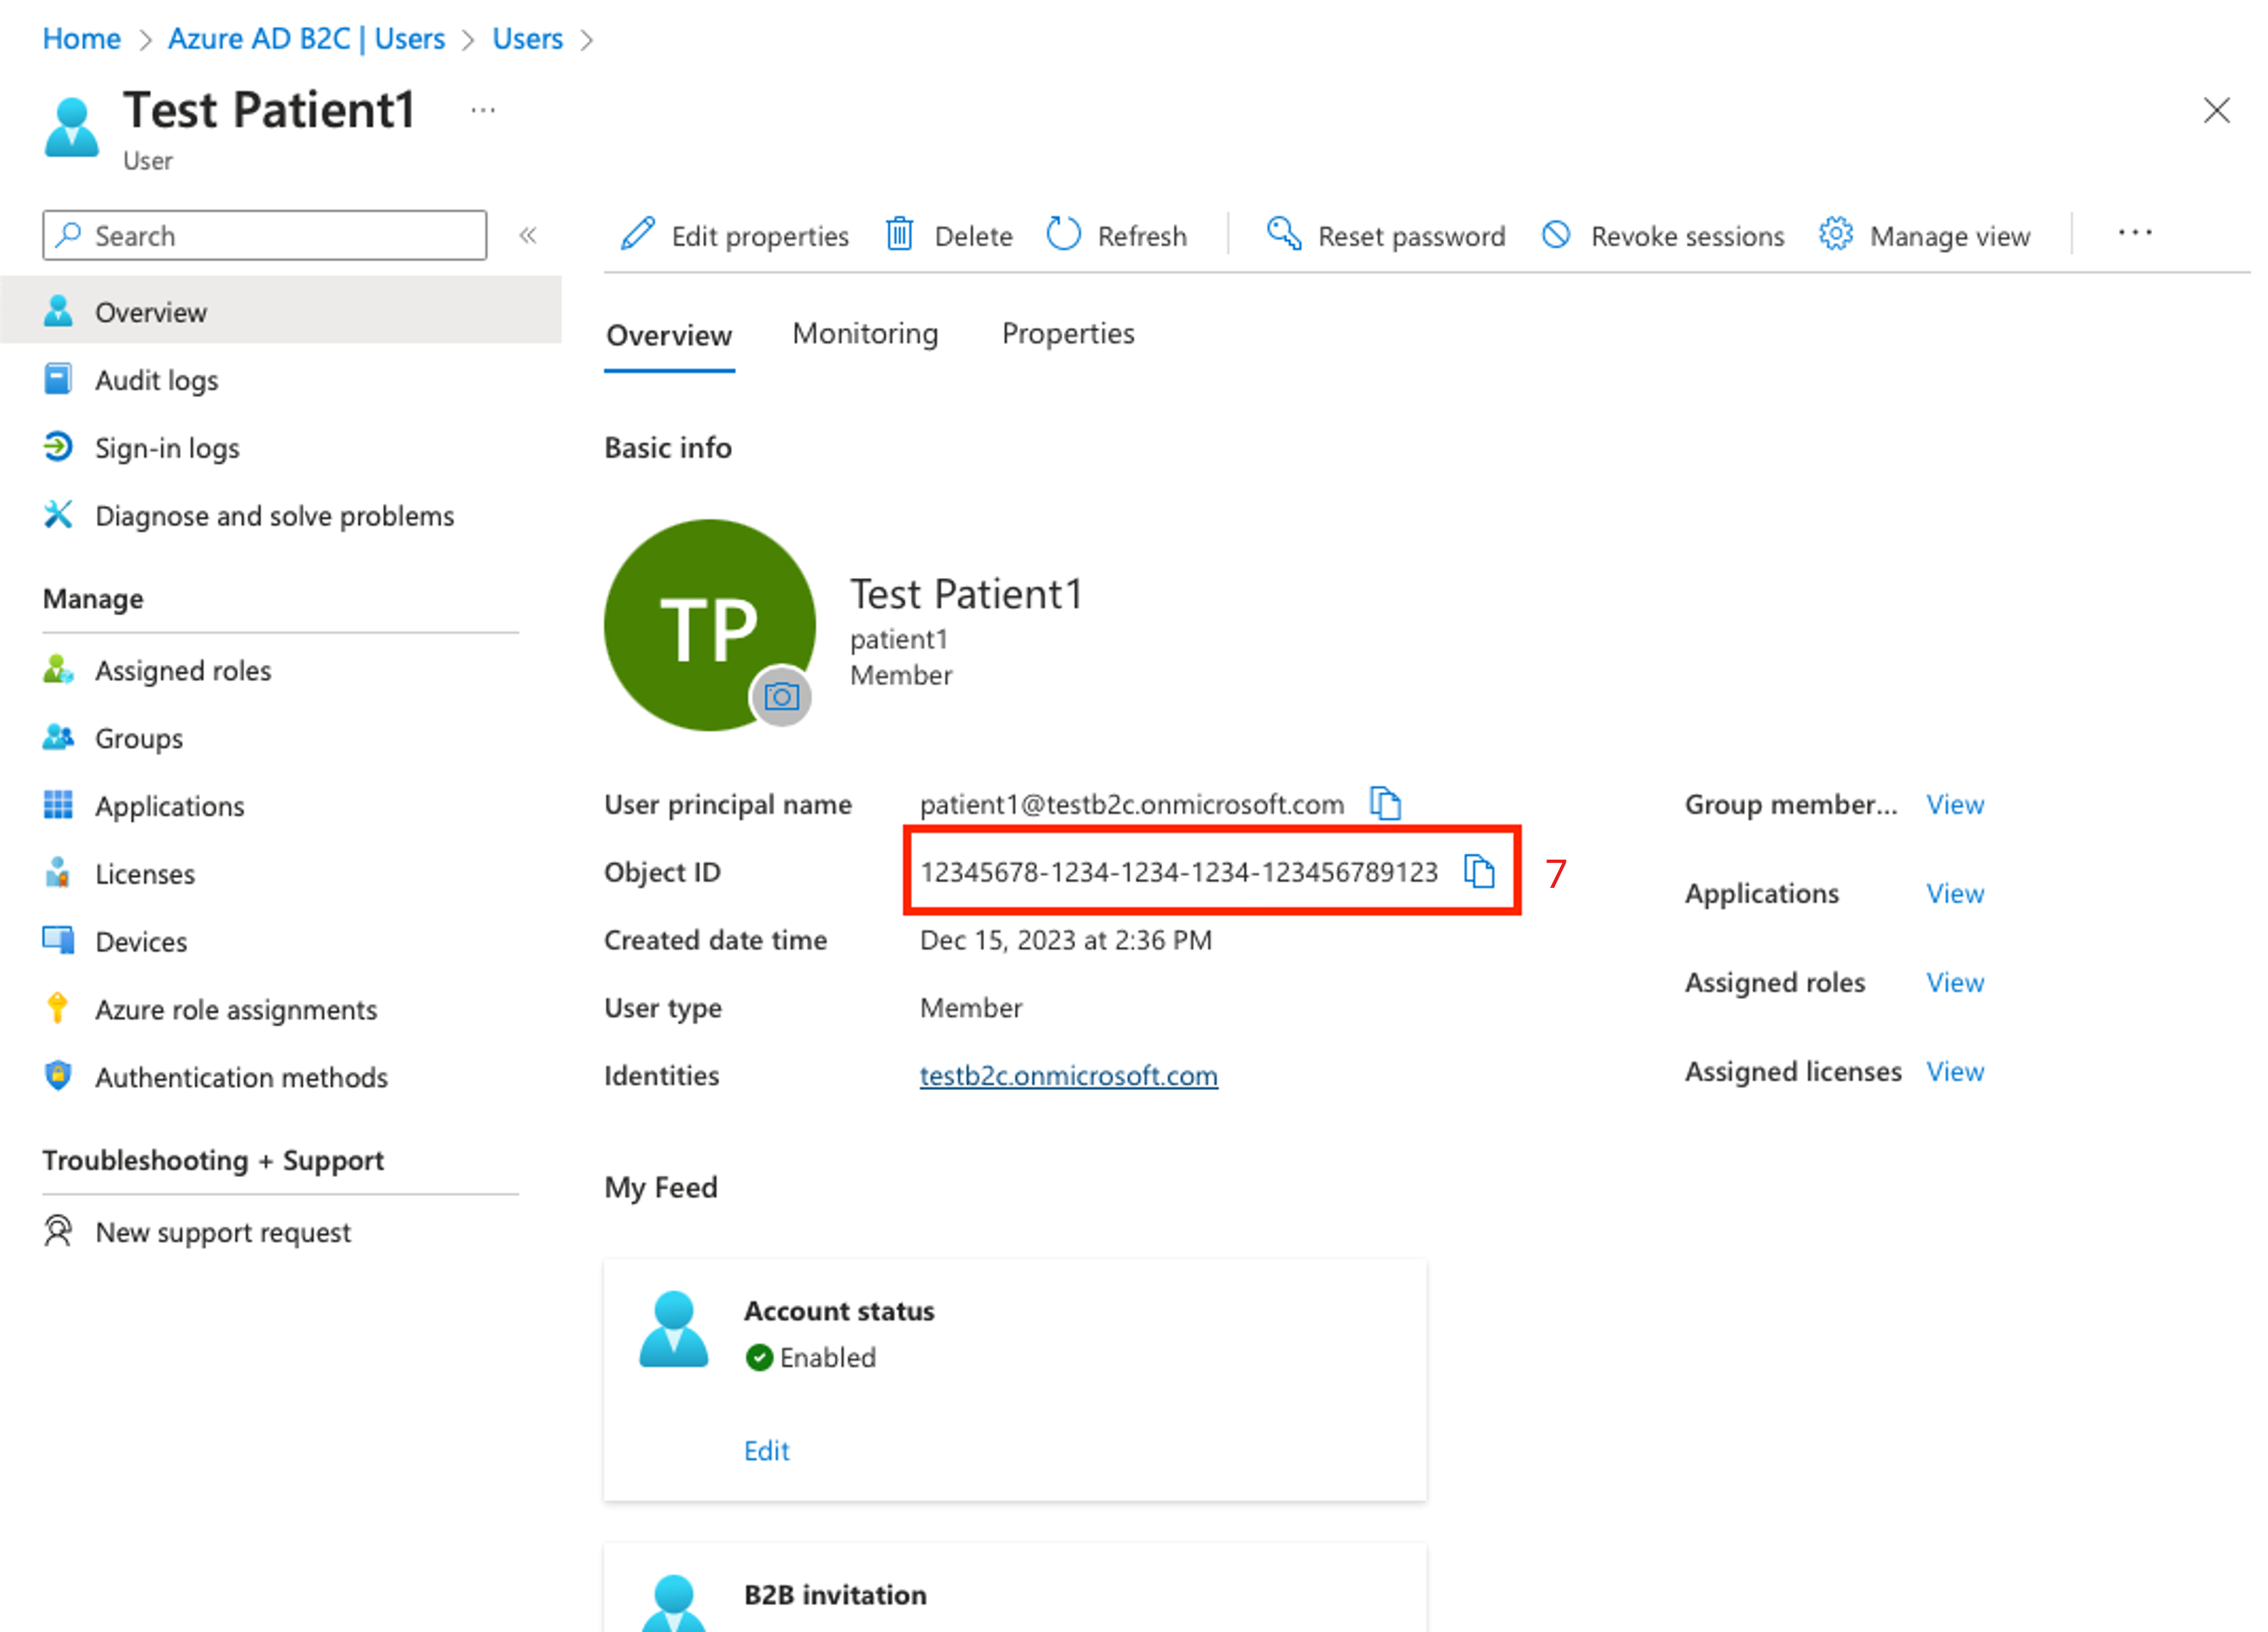 Home > Azure AD B2C | Users > Users >
Test Patient1 ...
User
Search «
Edit properties Delete Refresh Reset password Revoke sessions Manage view ...
Overview
Audit logs
Sign-in logs
Diagnose and solve problems
Manage
Assigned roles
Groups
Applications
Licenses
Devices
Azure role assignments
Authentication methods
Troubleshooting + Support
New support request
Overview Monitoring Properties
Basic info
TP
Test Patient1
patient1
Member
User principal name patient1@testb2c.onmicrosoft.com
Object ID 12345678-1234-1234-1234-123456789123 7
Created date time Dec 15, 2023 at 2:36 PM
User type Member
Identities testb2c.onmicrosoft.com
Group member... View
Applications View
Assigned roles View
Assigned licenses View
My Feed
Account status
Enabled
Edit
B2B invitation